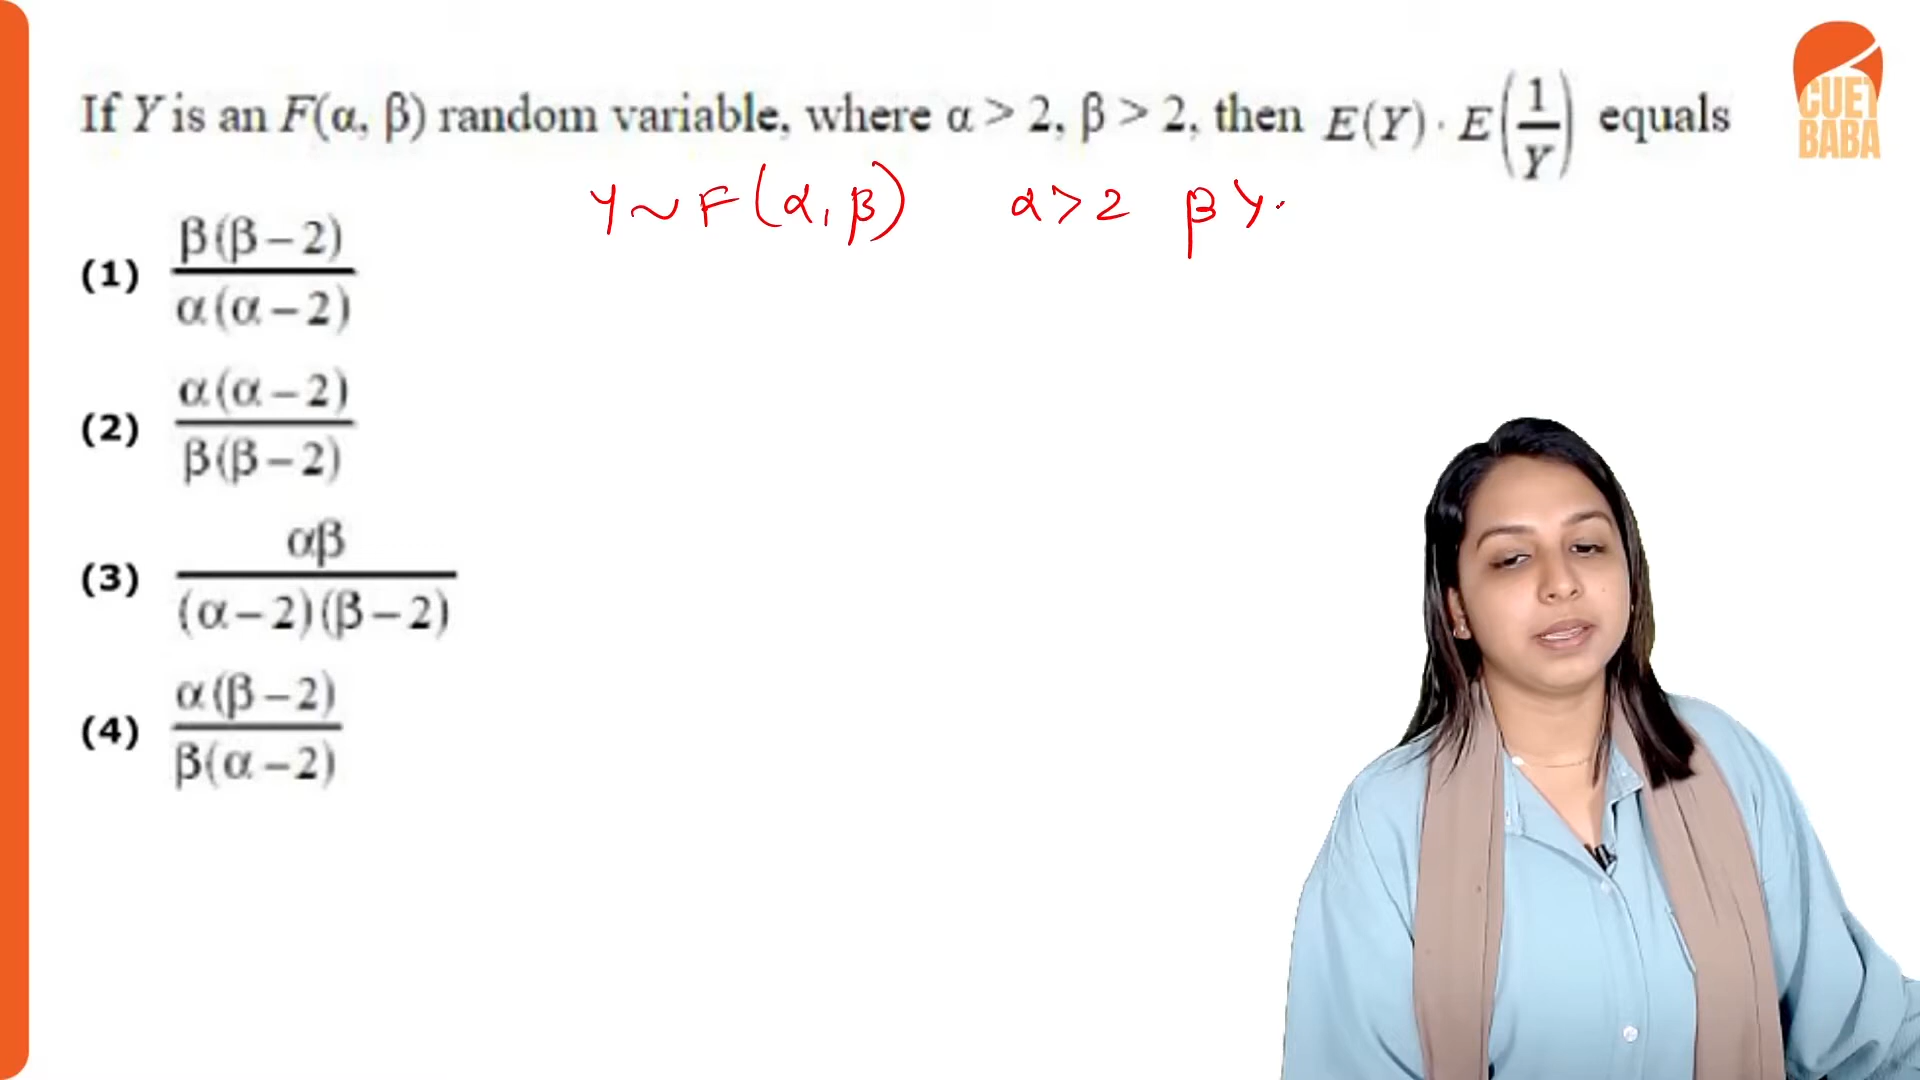 If Y is an F(α, β) random variable, where α > 2, β > 2, then E(Y) · E(1/Y) equals
CUET
BABA
Y ~ F(α, β) α > 2 β >
(1) β(β – 2) / α(α – 2)
(2) α(α – 2) / β(β – 2)
(3) αβ / (α – 2)(β – 2)
(4) α(β – 2) / β(α – 2)